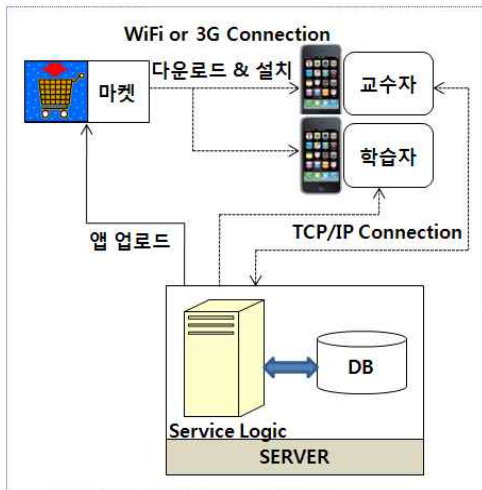 WiFi or 3G Connection
마켓
다운로드 & 설치
교수자
학습자
앱 업로드
TCP/IP Connection
DB
Service Logic
SERVER